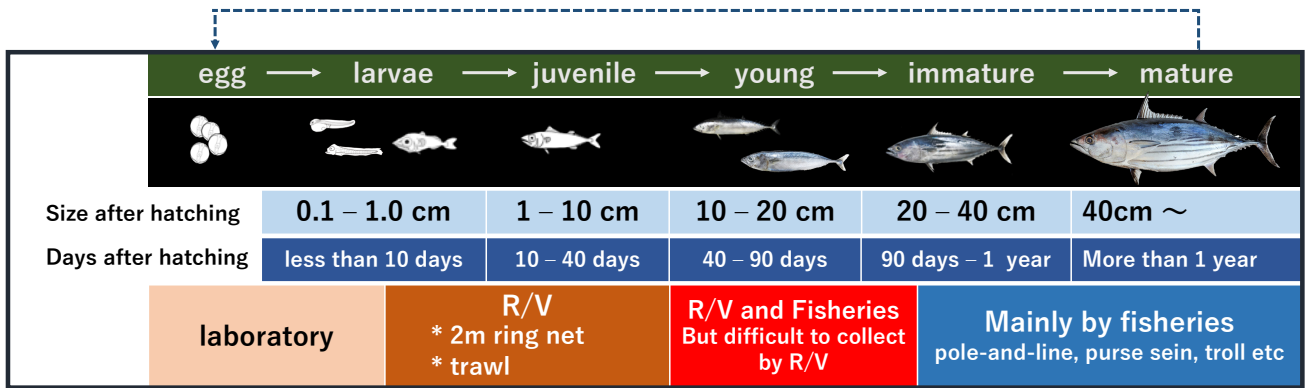 egg → larvae → juvenile → young → immature → mature
Size after hatching 0.1 – 1.0 cm 1 – 10 cm 10 – 20 cm 20 – 40 cm 40cm ～
Days after hatching less than 10 days 10 – 40 days 40 – 90 days 90 days – 1 year More than 1 year
laboratory
R/V
* 2m ring net
* trawl
R/V and Fisheries
But difficult to collect
by R/V
Mainly by fisheries
pole-and-line, purse sein, troll etc